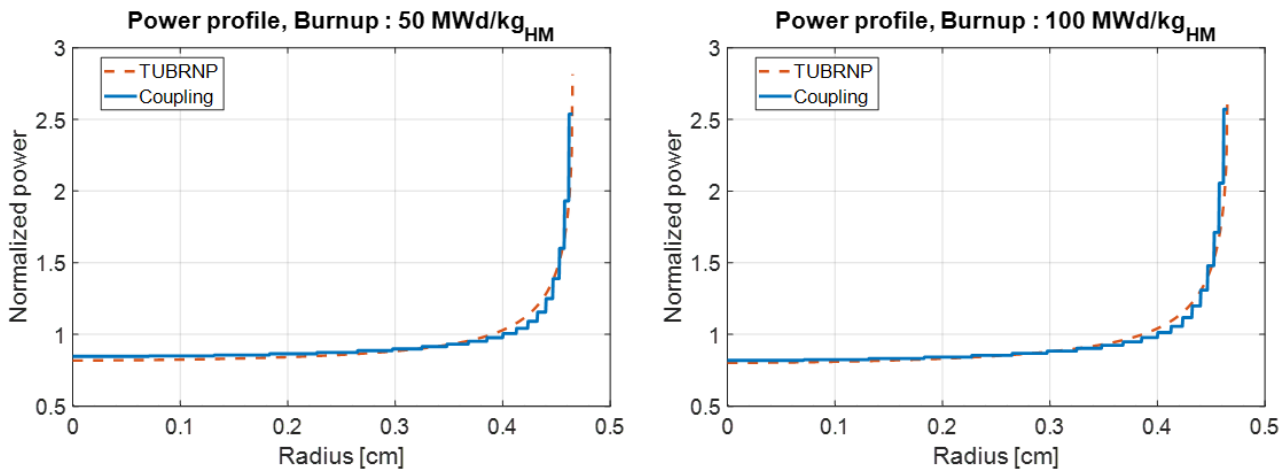 Power profile, Burnup : 50 MWd/kgHM
3
2.5
2
1.5
1
0.5
Normalized power
TUBRNP
Coupling
0
0.1
0.2
0.3
0.4
0.5
Radius [cm]
Power profile, Burnup : 100 MWd/kgHM
3
2.5
2
1.5
1
0.5
Normalized power
TUBRNP
Coupling
0
0.1
0.2
0.3
0.4
0.5
Radius [cm]